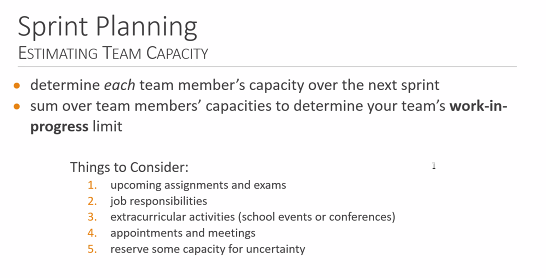 Sprint Planning
ESTIMATING TEAM CAPACITY
• determine each team member's capacity over the next sprint
• sum over team members' capacities to determine your team's work-in-
progress limit
Things to Consider:
1. upcoming assignments and exams
2. job responsibilities
3. extracurricular activities (school events or conferences)
4. appointments and meetings
5. reserve some capacity for uncertainty